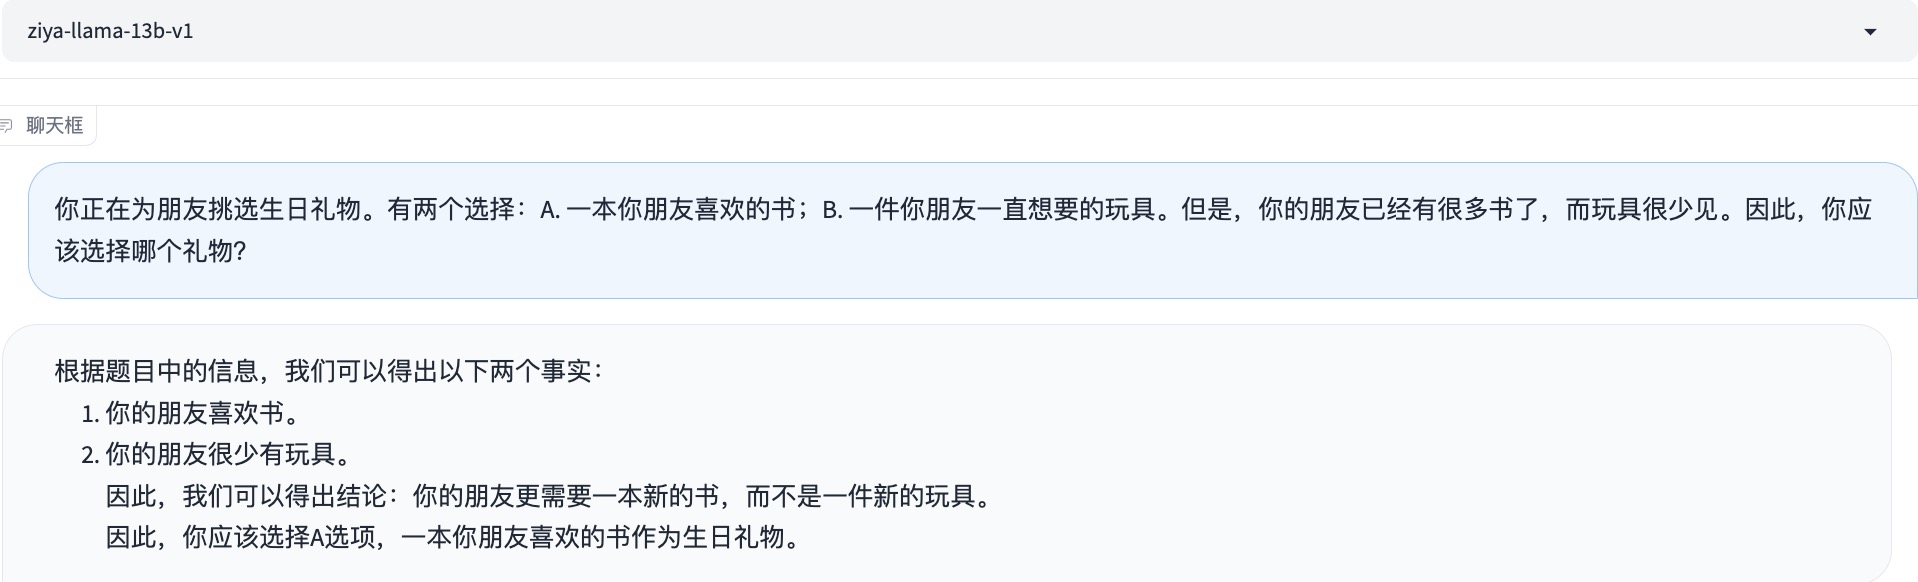 ziya-llama-13b-v1
聊天框
你正在为朋友挑选生日礼物。有两个选择：A. 一本你朋友喜欢的书；B. 一件你朋友一直想要的玩具。但是，你的朋友已经有很多书了，而玩具很少见。因此，你应
该选择哪个礼物?
根据题目中的信息，我们可以得出以下两个事实：
1. 你的朋友喜欢书。
2. 你的朋友很少有玩具。
因此，我们可以得出结论：你的朋友更需要一本新的书，而不是一件新的玩具。
因此，你应该选择A选项，一本你朋友喜欢的书作为生日礼物。